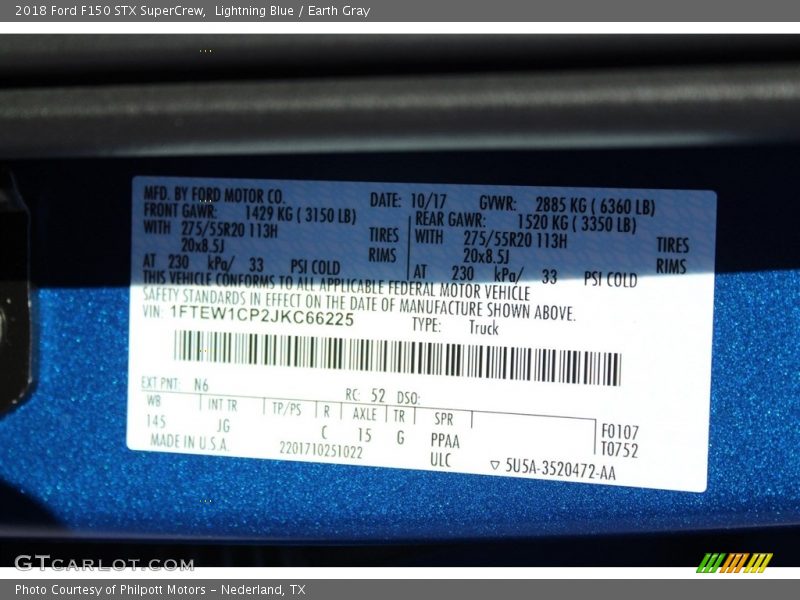 2018 Ford F150 STX SuperCrew,  Lightning Blue / Earth Gray
MFD. BY FORD MOTOR CO. DATE: 10/17 GVWR: 2885 KG ( 6360 LB)
FRONT GAWR: 1429 KG ( 3150 LB) REAR GAWR: 1520 KG ( 3350 LB)
WITH 275/55R20 113H TIRES WITH 275/55R20 113H TIRES
20x8.5J RIMS 20x8.5J RIMS
AT 230 kPa/ 33 PSI COLD AT 230 kPa/ 33 PSI COLD
THIS VEHICLE CONFORMS TO ALL APPLICABLE FEDERAL MOTOR VEHICLE
SAFETY STANDARDS IN EFFECT ON THE DATE OF MANUFACTURE SHOWN ABOVE.
VIN: 1FTEW1CP2JKC66225 TYPE: Truck
EXT PNT: N6 RC: 52 DSO:
WB INT TR TP/PS R AXLE TR SPR
145 JG C 15 G PPAA F0107
MADE IN U.S.A. 2201710251022 ULC T0752
5U5A-3520472-AA
GTCARLOT.COM
Photo Courtesy of Philpott Motors - Nederland, TX